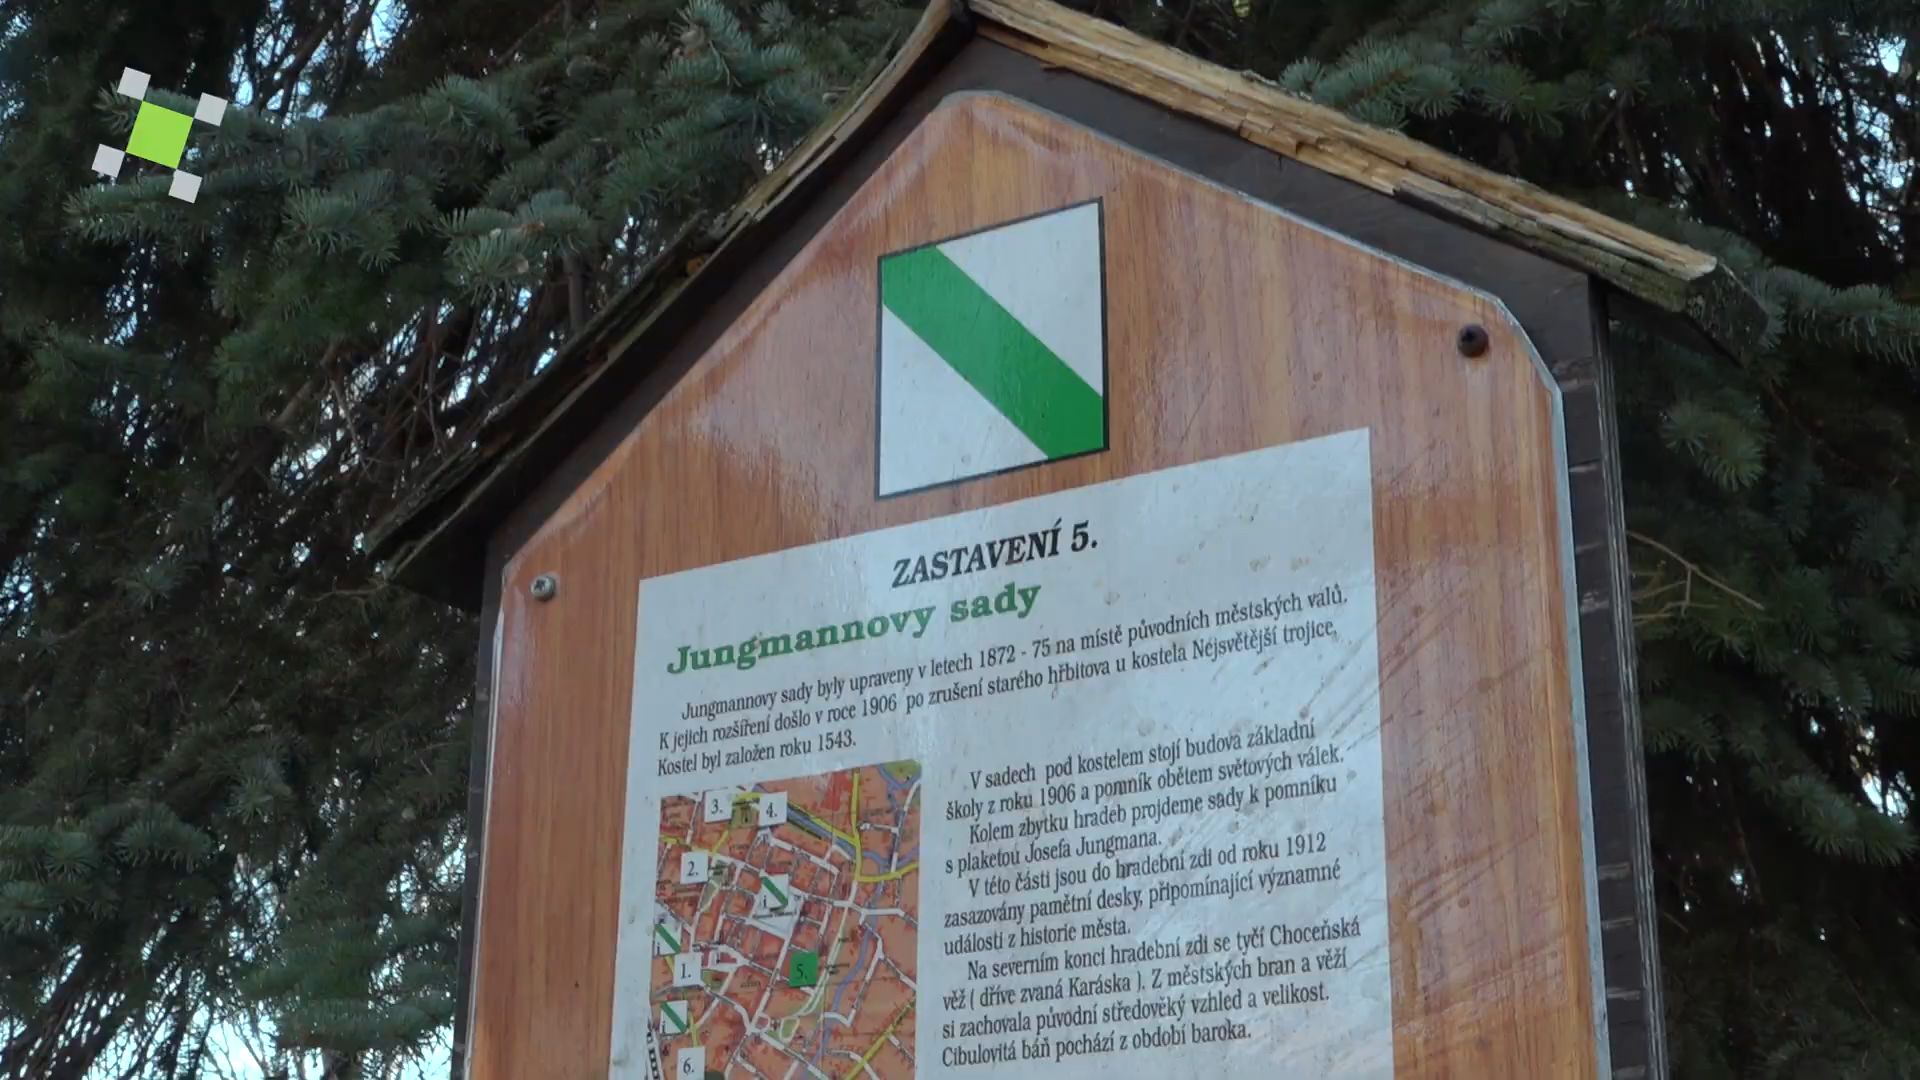 ZASTAVENÍ 5.
Jungmannovy sady
Jungmannovy sady byly upraveny v letech 1872 - 75 na místě původních městských valů.
K jejich rozšíření došlo v roce 1906 po zrušení starého hřbitova u kostela Nejsvětější trojice.
Kostel byl založen roku 1543.
V sadech pod kostelem stojí budova základní
školy z roku 1906 a pomník obětem světových válek.
Kolem zbytku hradeb projdeme sady k pomníku
s plaketou Josefa Jungmana.
V této části jsou do hradební zdi od roku 1912
zasazovány pamětní desky, připomínající významné
události z historie města.
Na severním konci hradební zdi se tyčí Choceňská
věž ( dříve zvaná Karáska ). Z městských bran a věží
si zachovala původní středověký vzhled a velikost.
Cibulovitá báň pochází z období baroka.
3.
4.
2.
i
i
1.
5.
i
6.